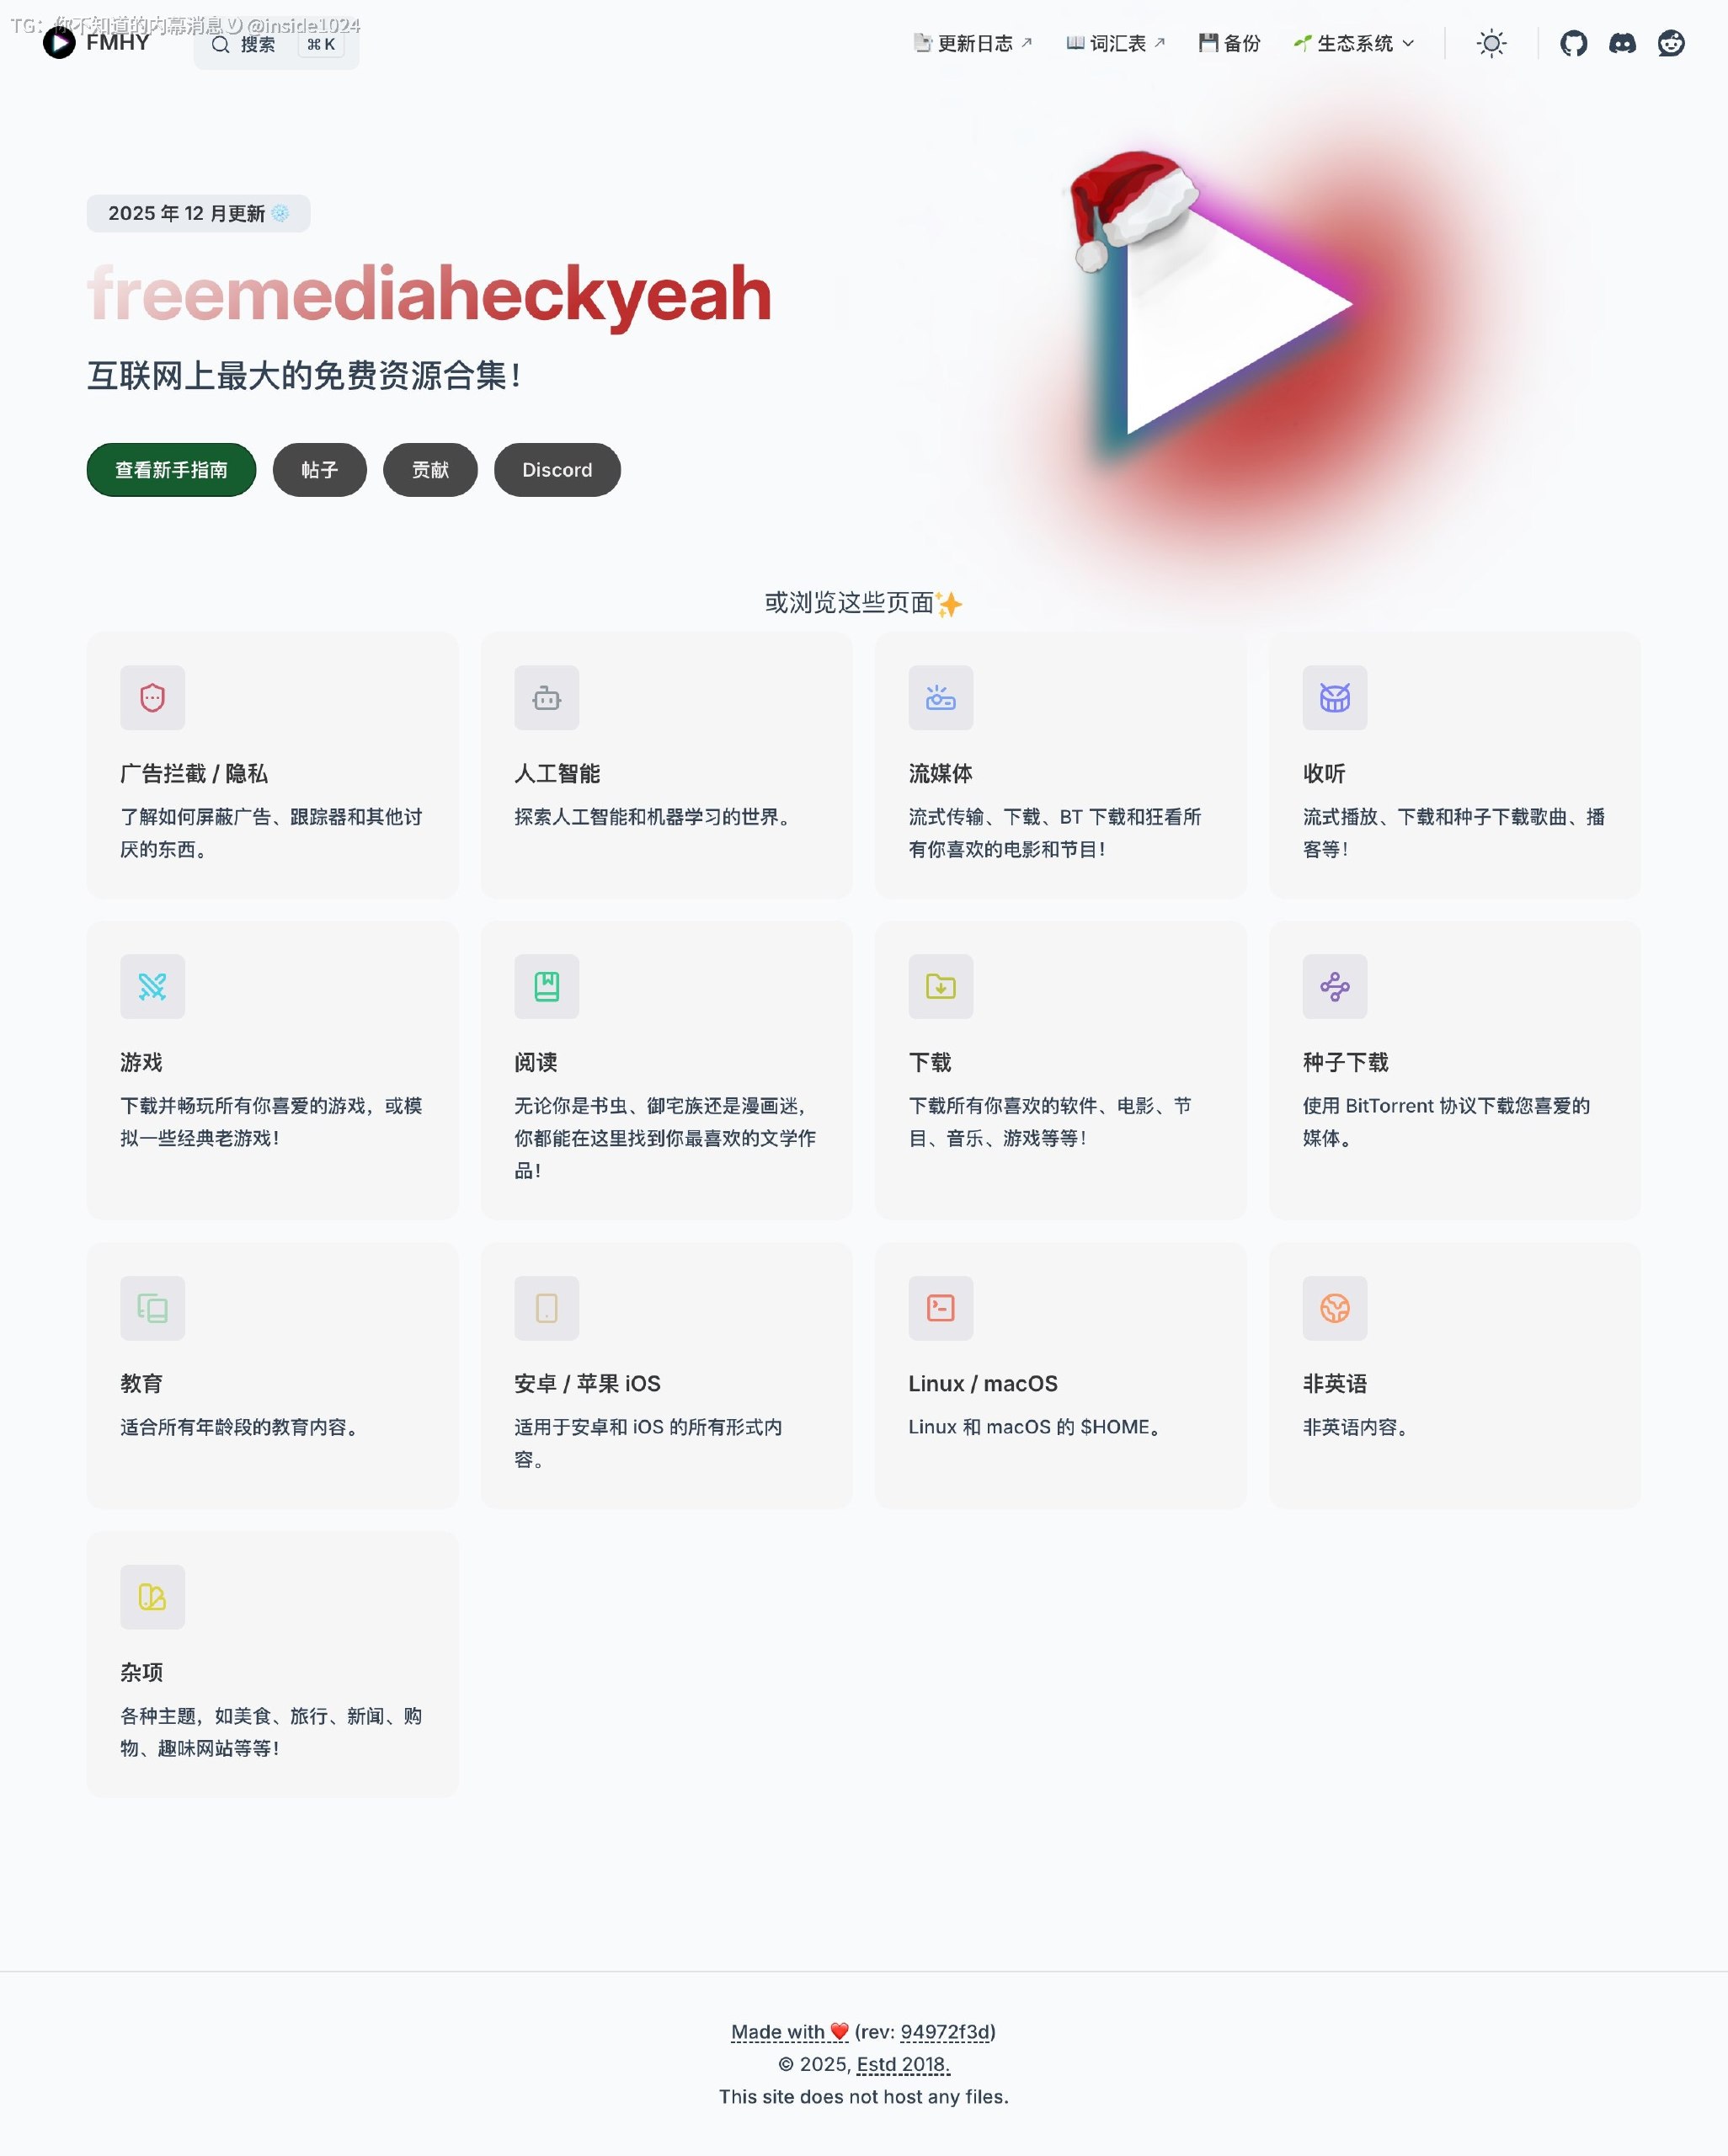 TG: 你不知道的内幕消息 @inside1024
FMHY
搜索
⌘ K
更新日志
词汇表
备份
生态系统
2025 年 12 月更新
freemediaheckyeah
互联网上最大的免费资源合集！
查看新手指南
帖子
贡献
Discord
或浏览这些页面
广告拦截 / 隐私
了解如何屏蔽广告、跟踪器和其他讨
厌的东西。
人工智能
探索人工智能和机器学习的世界。
流媒体
流式传输、下载、BT 下载和狂看所
有你喜欢的电影和节目！
收听
流式播放、下载和种子下载歌曲、播
客等！
游戏
下载并畅玩所有你喜爱的游戏，或模
拟一些经典老游戏！
阅读
无论你是书虫、御宅族还是漫画迷，
你都能在这里找到你最喜欢的文学作
品！
下载
下载所有你喜欢的软件、电影、节
目、音乐、游戏等等！
种子下载
使用 BitTorrent 协议下载您喜爱的
媒体。
教育
适合所有年龄段的教育内容。
安卓 / 苹果 iOS
适用于安卓和 iOS 的所有形式内
容。
Linux / macOS
Linux 和 macOS 的 $HOME。
非英语
非英语内容。
杂项
各种主题，如美食、旅行、新闻、购
物、趣味网站等等！
Made with ❤️ (rev: 94972f3d)
© 2025, Estd 2018.
This site does not host any files.